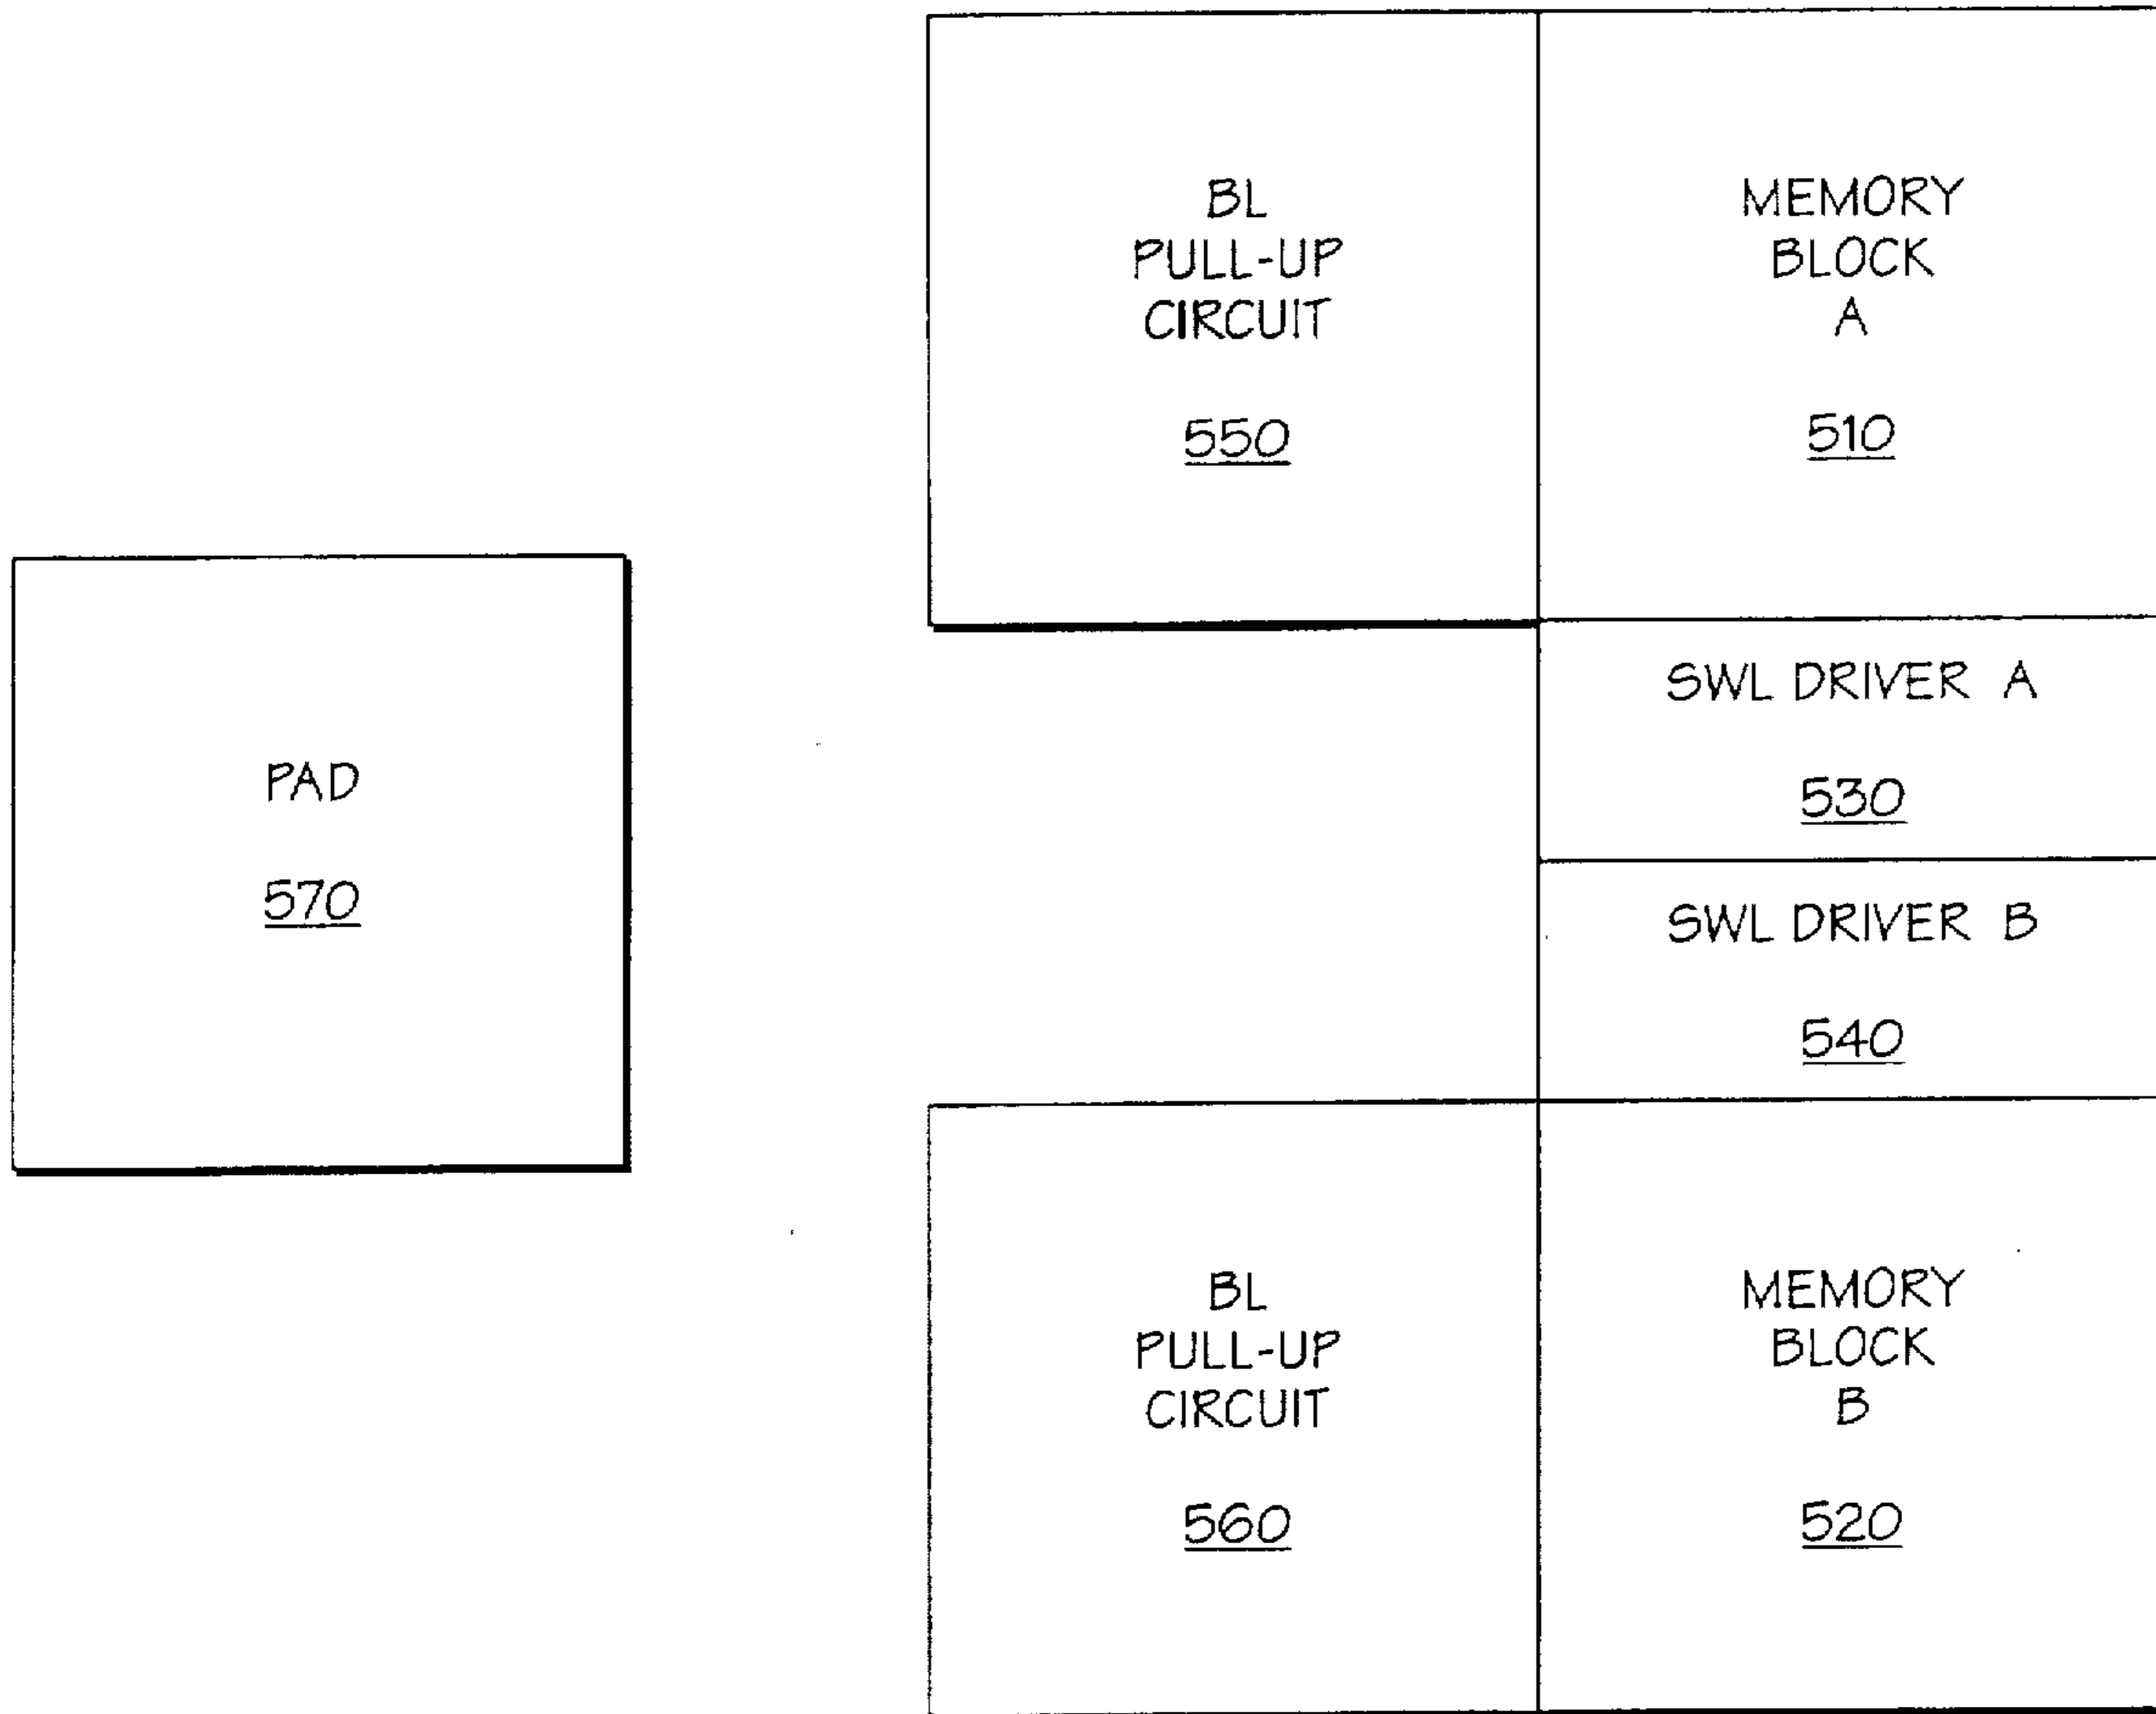 BL
PULL-UP
CIRCUIT
550
MEMORY
BLOCK
A
510
SWL DRIVER A
530
PAD
570
SWL DRIVER B
540
BL
PULL-UP
CIRCUIT
560
MEMORY
BLOCK
B
520